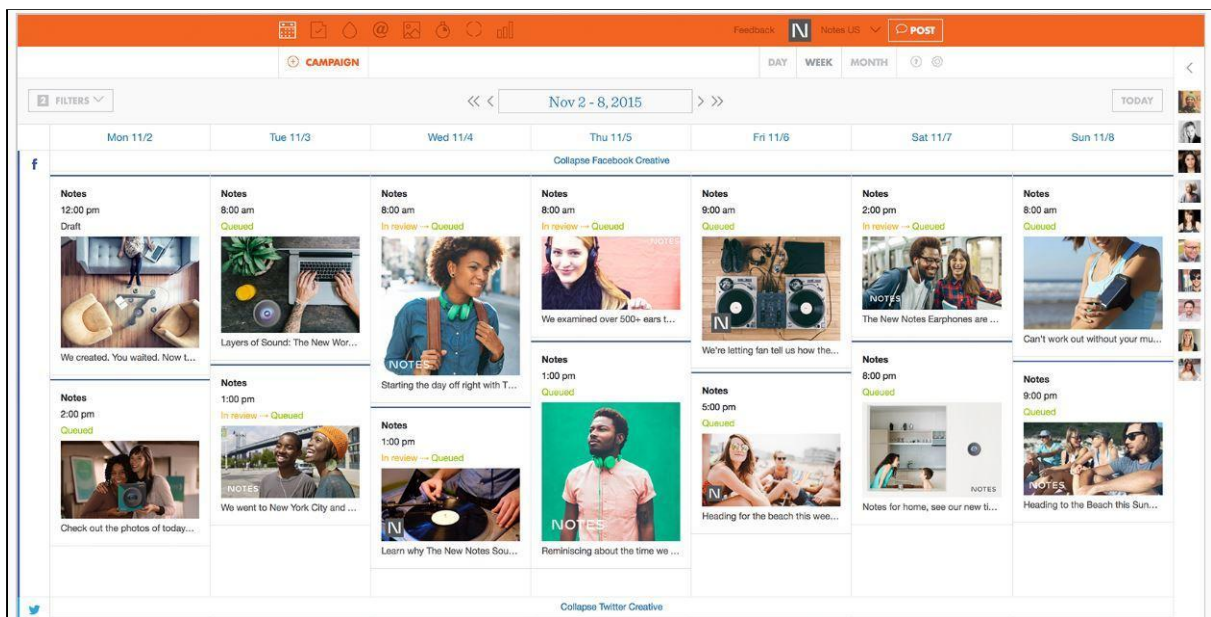 Feedback N Notes US POST
CAMPAIGN DAY WEEK MONTH
2 FILTERS Nov 2 - 8, 2015 TODAY
Mon 11/2 Tue 11/3 Wed 11/4 Thu 11/5 Fri 11/6 Sat 11/7 Sun 11/8
Collapse Facebook Creative
Notes
12:00 pm
Draft
We created. You waited. Now t...
Notes
2:00 pm
Queued
Check out the photos of today...
Notes
8:00 am
Queued
Layers of Sound: The New Wor...
Notes
1:00 pm
In review → Queued
NOTES
We went to New York City and ...
Notes
8:00 am
In review → Queued
NOTES
Starting the day off right with T...
Notes
1:00 pm
In review → Queued
N
Learn why The New Notes Sou...
Notes
8:00 am
In review → Queued
NOTES
We examined over 500+ ears t...
Notes
1:00 pm
Queued
NOTES
Reminiscing about the time we ...
Notes
9:00 am
Queued
N
We're letting fan tell us how the...
Notes
5:00 pm
Queued
N
Heading for the beach this wee...
Notes
2:00 pm
In review → Queued
NOTES
The New Notes Earphones are ...
Notes
8:00 pm
Queued
NOTES
Notes for home, see our new ti...
Notes
8:00 am
Queued
Can't work out without your mu...
Notes
9:00 pm
Queued
NOTES
Heading to the Beach this Sun...
Collapse Twitter Creative